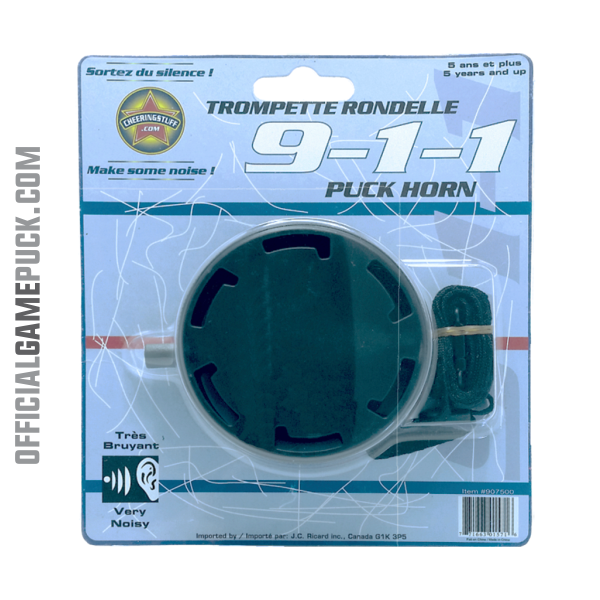 OFFICIALGAMEPUCK.COM
Sortez du silence !
CHEERINGSTUFF
.COM
Make some noise !
5 ans et plus
5 years and up
TROMPETTE RONDELLE
9-1-1
PUCK HORN
Très
Bruyant
Very
Noisy
Item #907500
Imported by / Importé par: J.C. Ricard inc., Canada G1K 3P5